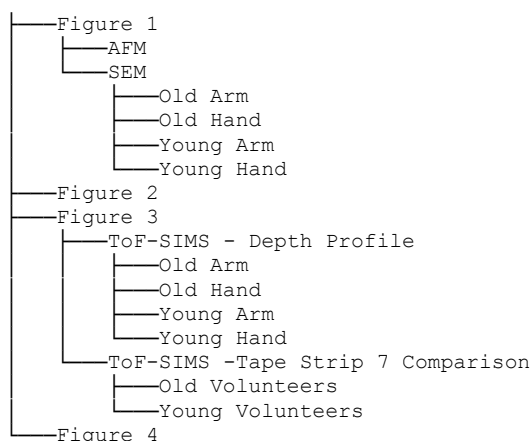 Figure 1
AFM
SEM
Old Arm
Old Hand
Young Arm
Young Hand
Figure 2
Figure 3
ToF-SIMS - Depth Profile
Old Arm
Old Hand
Young Arm
Young Hand
ToF-SIMS -Tape Strip 7 Comparison
Old Volunteers
Young Volunteers
Figure 4